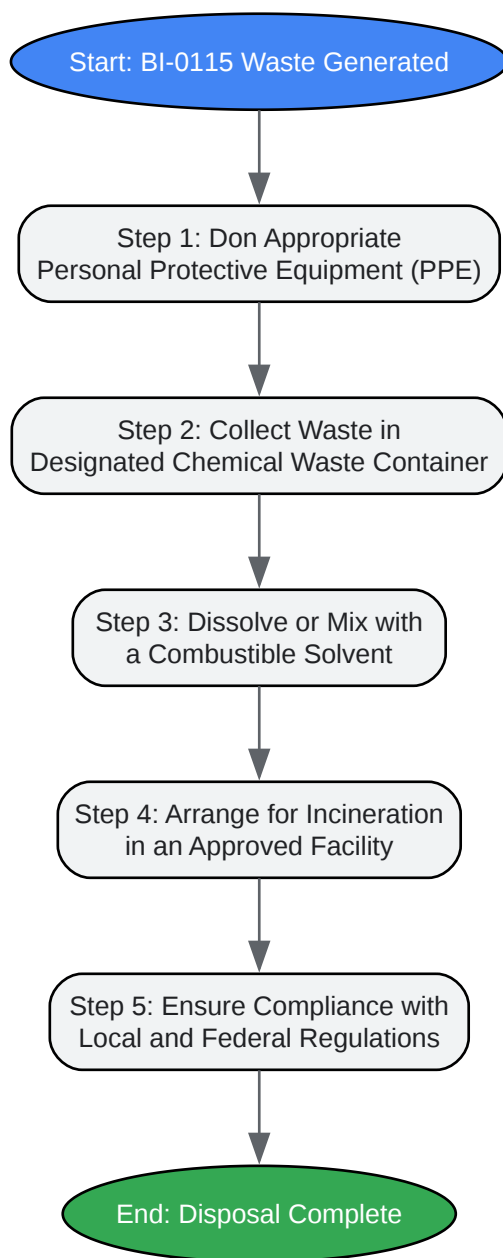 Start: BI-0115 Waste Generated
Step 1: Don Appropriate
Personal Protective Equipment (PPE)
Step 2: Collect Waste in
Designated Chemical Waste Container
Step 3: Dissolve or Mix with
a Combustible Solvent
Step 4: Arrange for Incineration
in an Approved Facility
Step 5: Ensure Compliance with
Local and Federal Regulations
End: Disposal Complete